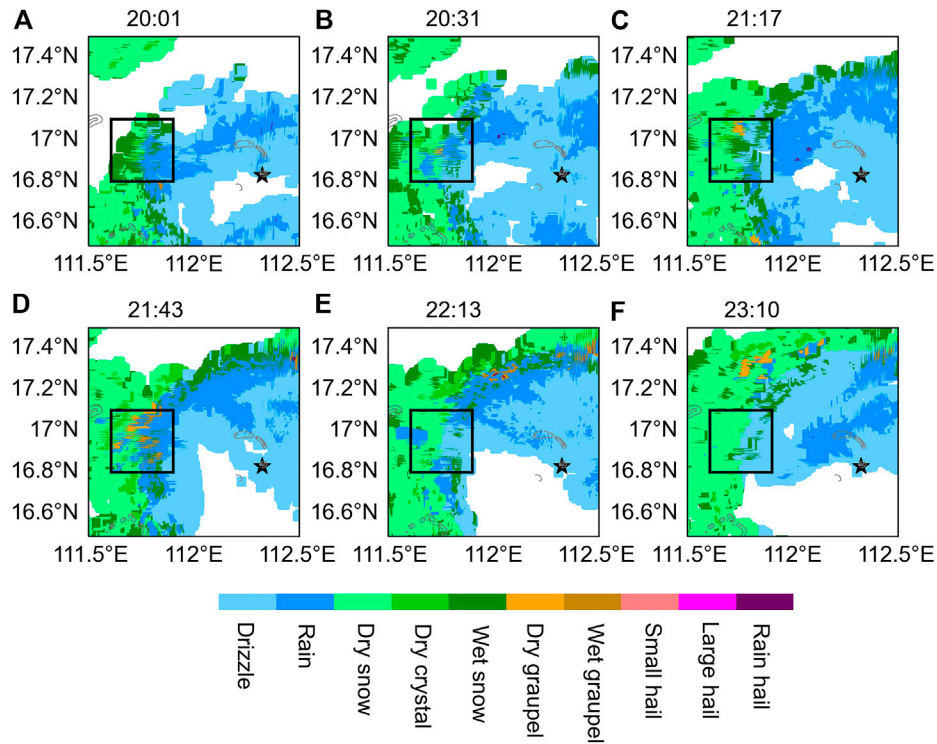 A 20:01
B 20:31
C 21:17
17.4°N
17.2°N
17°N
16.8°N
16.6°N
111.5°E 112°E 112.5°E
17.4°N
17.2°N
17°N
16.8°N
16.6°N
111.5°E 112°E 112.5°E
17.4°N
17.2°N
17°N
16.8°N
16.6°N
111.5°E 112°E 112.5°E
D 21:43
E 22:13
F 23:10
17.4°N
17.2°N
17°N
16.8°N
16.6°N
111.5°E 112°E 112.5°E
17.4°N
17.2°N
17°N
16.8°N
16.6°N
111.5°E 112°E 112.5°E
17.4°N
17.2°N
17°N
16.8°N
16.6°N
111.5°E 112°E 112.5°E
Drizzle
Rain
Dry snow
Dry crystal
Wet snow
Dry graupel
Wet graupel
Small hail
Large hail
Rain hail